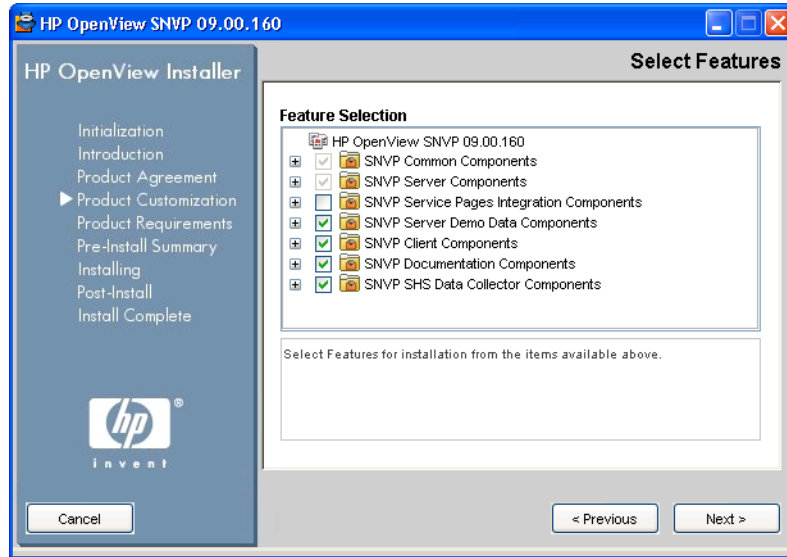 HP OpenView SNVP 09.00.160
HP OpenView Installer
Select Features
Initialization
Introduction
Product Agreement
Product Customization
Product Requirements
Pre-Install Summary
Installing
Post-Install
Install Complete
Feature Selection
HP OpenView SNVP 09.00.160
SNVP Common Components
SNVP Server Components
SNVP Service Pages Integration Components
SNVP Server Demo Data Components
SNVP Client Components
SNVP Documentation Components
SNVP SHS Data Collector Components
Select Features for installation from the items available above.
hp®
invent
Cancel
< Previous
Next >